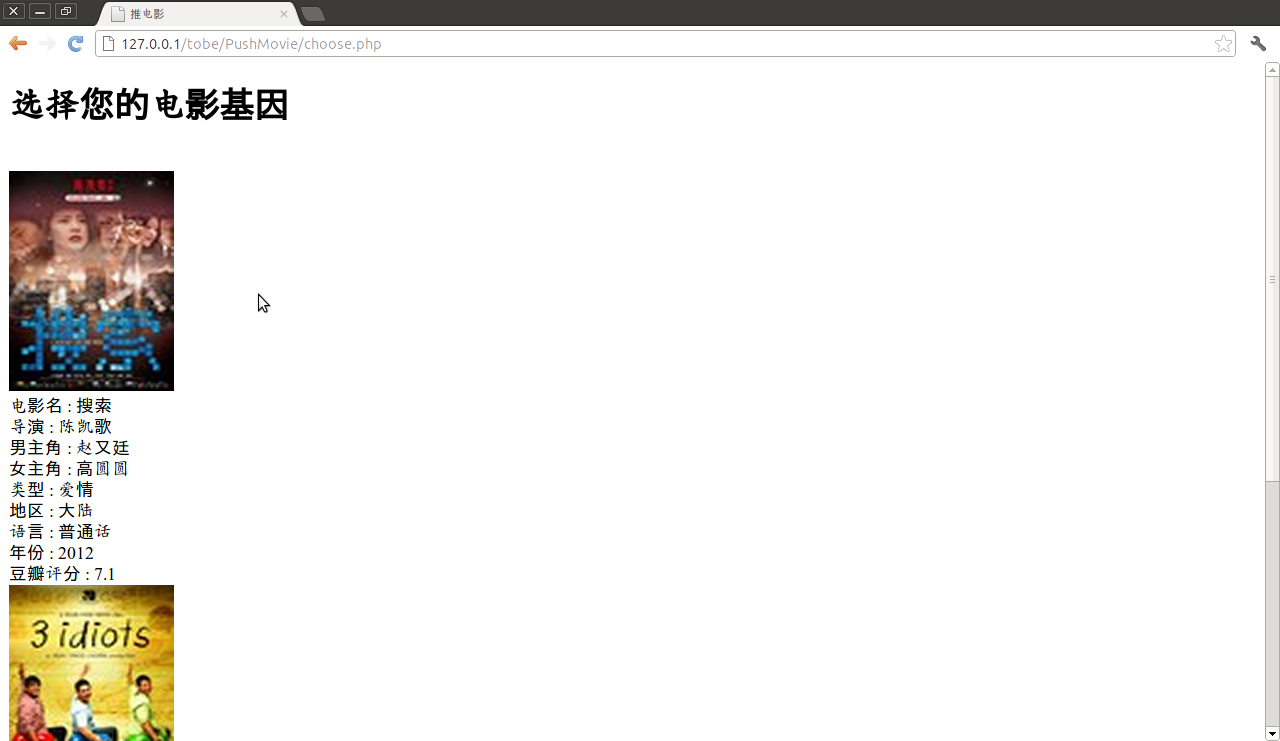 推电影
127.0.0.1/tobe/PushMovie/choose.php
选择您的电影基因
搜索
电影名 : 搜索
导演 : 陈凯歌
男主角 : 赵又廷
女主角 : 高圆圆
类型 : 爱情
地区 : 大陆
语言 : 普通话
年份 : 2012
豆瓣评分 : 7.1
3 idiots